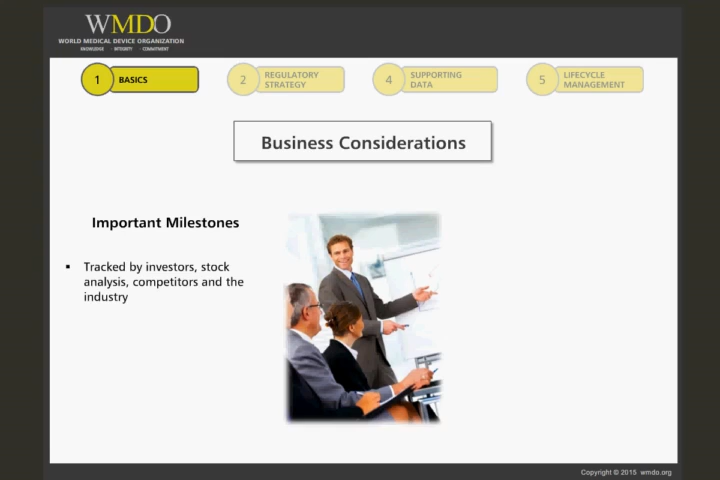 WMDO
WORLD MEDICAL DEVICE ORGANIZATION
KNOWLEDGE · INTEGRITY · COMMITMENT
1 BASICS
2 REGULATORY
STRATEGY
4 SUPPORTING
DATA
5 LIFECYCLE
MANAGEMENT
Business Considerations
Important Milestones
▪ Tracked by investors, stock
analysis, competitors and the
industry
Copyright © 2015 wmdo.org